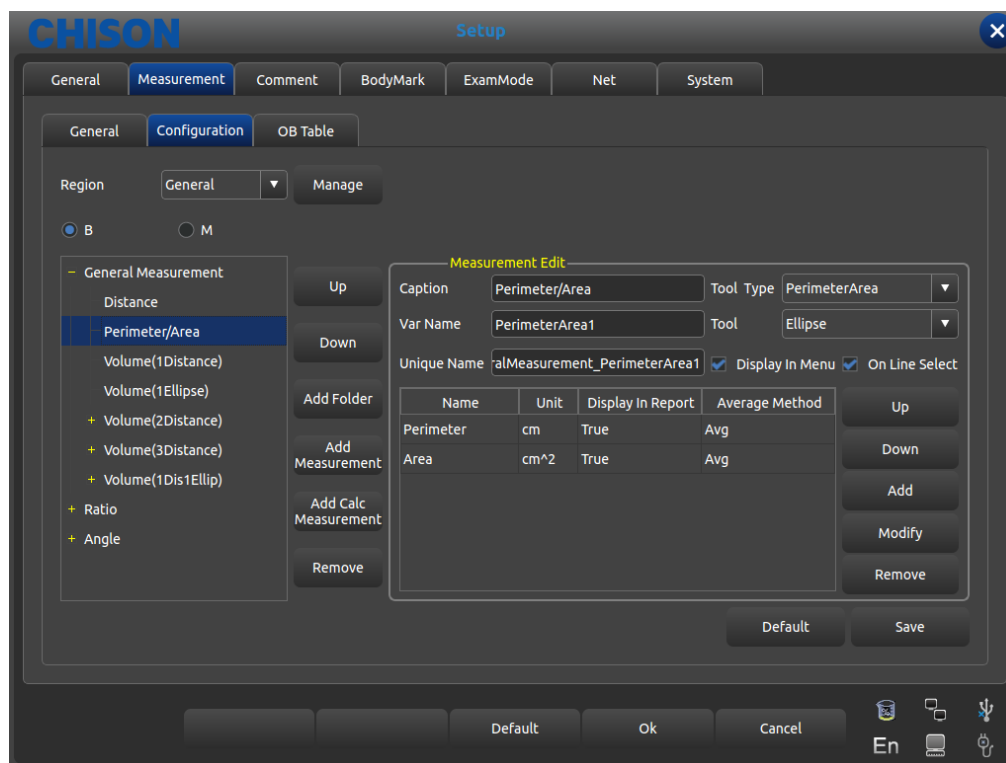 CHISON
Setup
General Measurement Comment BodyMark ExamMode Net System
General Configuration OB Table
Region General Manage
B M
General Measurement
Distance
Perimeter/Area
Volume(1Distance)
Volume(1Ellipse)
Volume(2Distance)
Volume(3Distance)
Volume(1Dis1Ellip)
Ratio
Angle
Up
Down
Add Folder
Add
Measurement
Add Calc
Measurement
Remove
Measurement Edit
Caption Perimeter/Area Tool Type PerimeterArea
Var Name PerimeterArea1 Tool Ellipse
Unique Name ralMeasurement_PerimeterArea1 Display In Menu On Line Select
Name Unit Display In Report Average Method
Perimeter cm True Avg
Area cm^2 True Avg
Up
Down
Add
Modify
Remove
Default Save
Default Ok Cancel
En